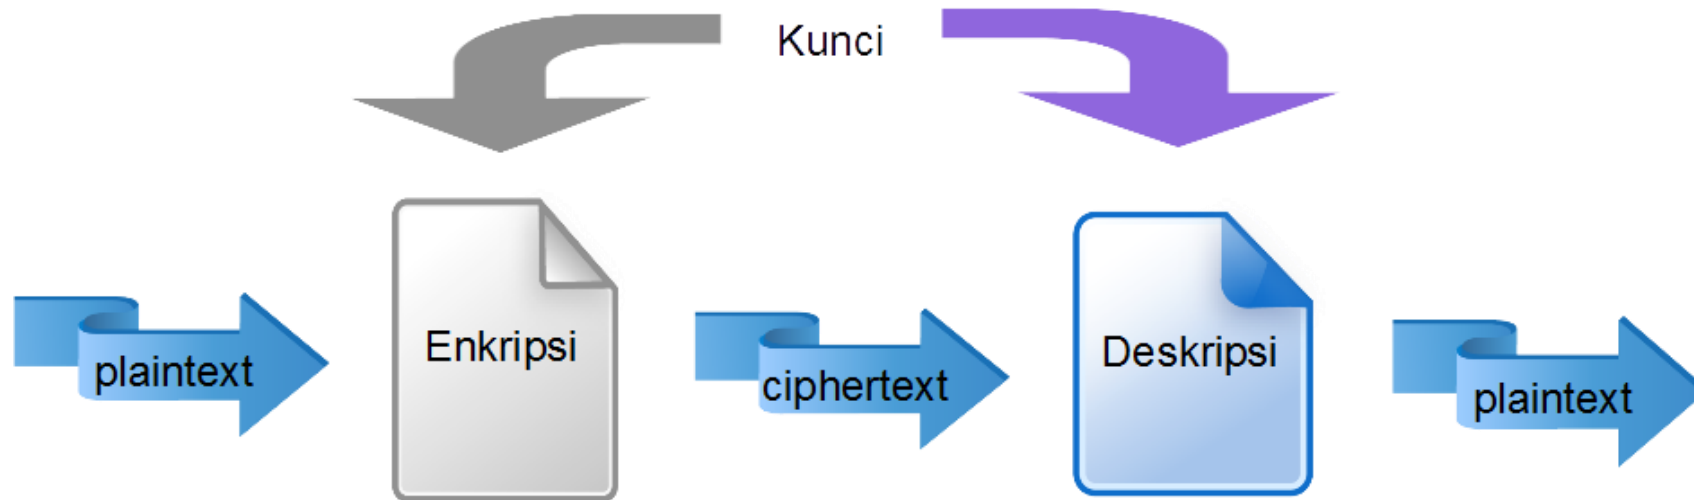 Kunci
plaintext
Enkripsi
ciphertext
Deskripsi
plaintext